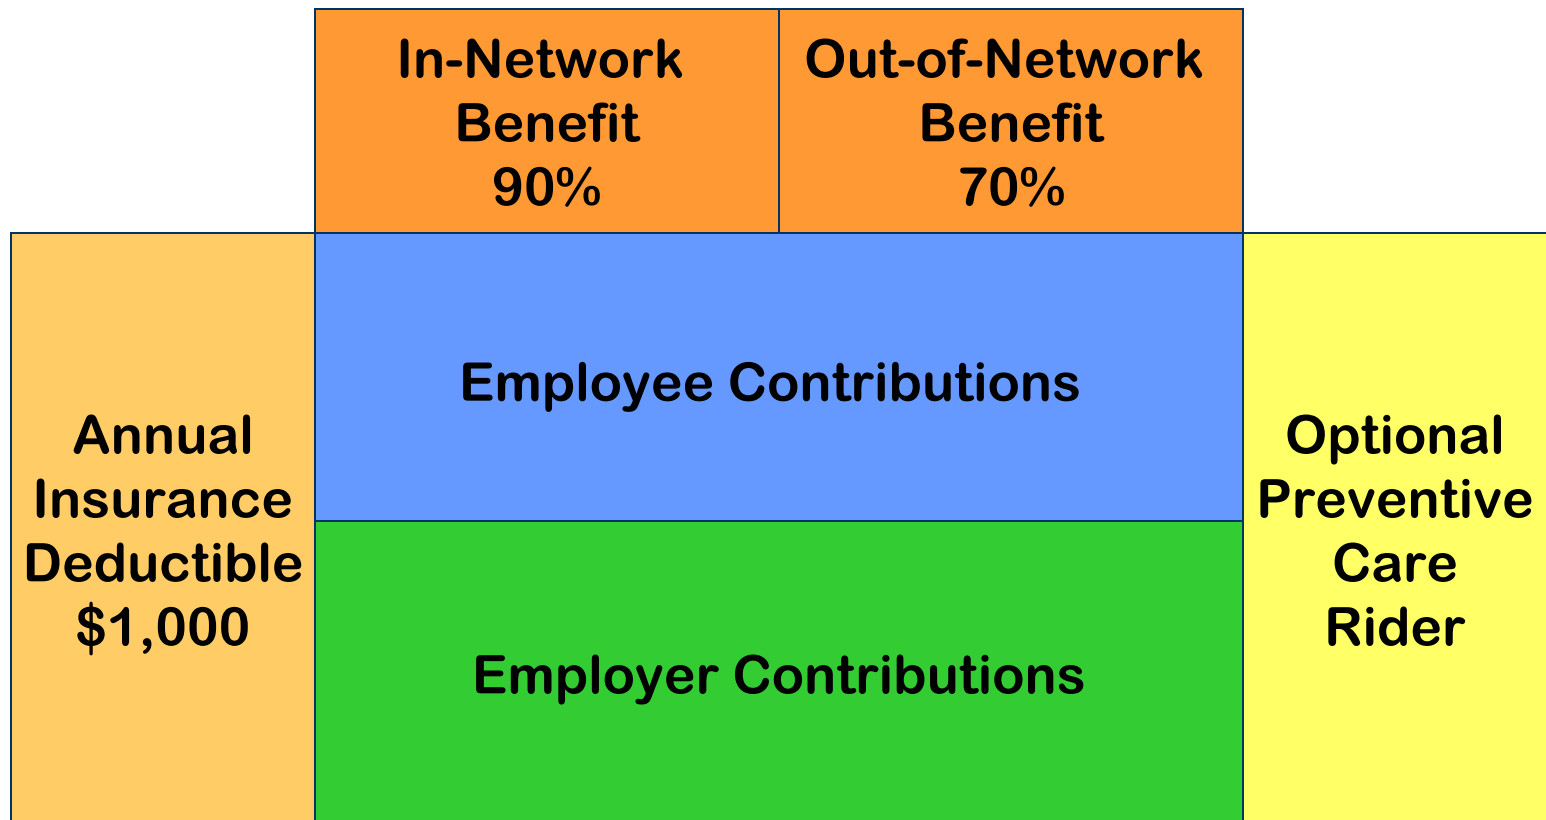 In-Network
Benefit
90%
Out-of-Network
Benefit
70%
Annual
Insurance
Deductible
$1,000
Employee Contributions
Employer Contributions
Optional
Preventive
Care
Rider